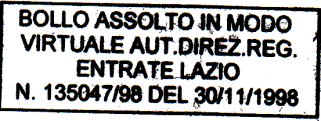 BOLLO ASSOLTO IN MODO
VIRTUALE AUT.DIREZ.REG.
ENTRATE LAZIO
N. 135047/98 DEL 30/11/1998